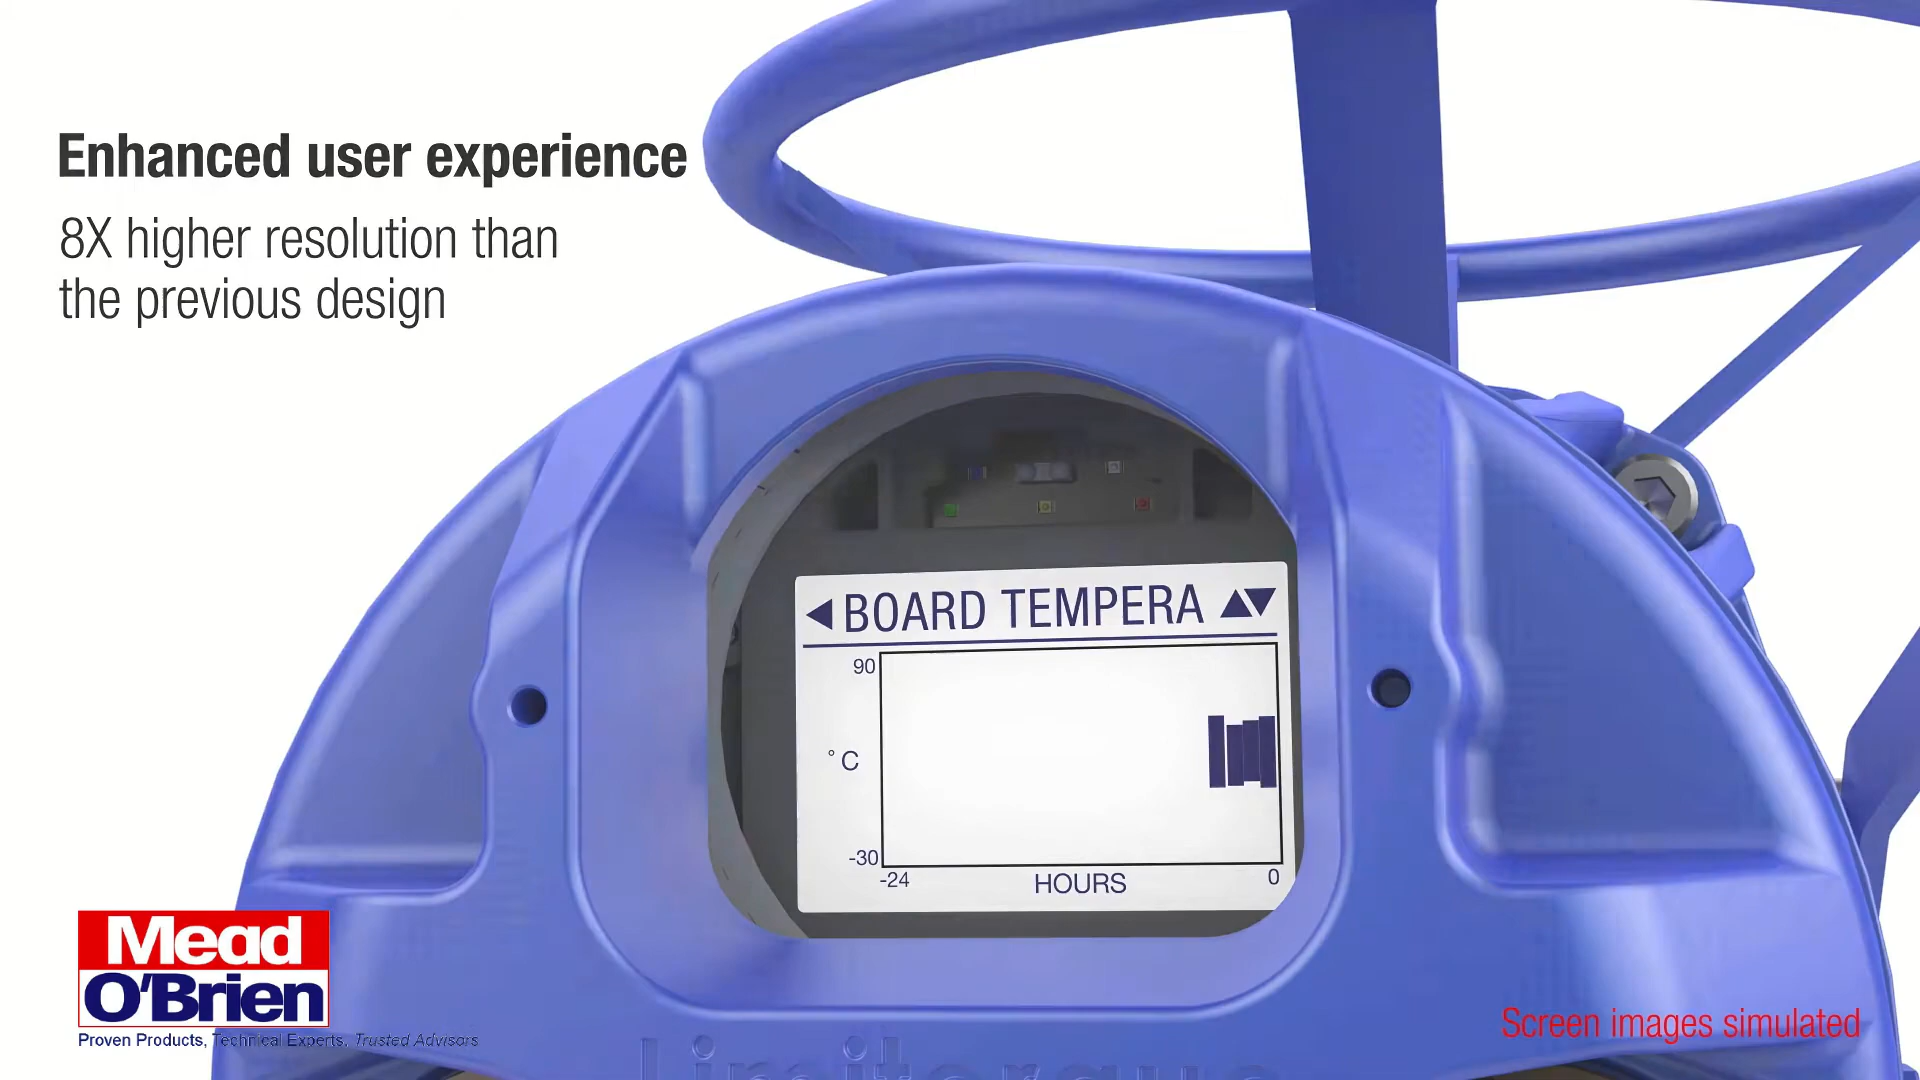 Enhanced user experience
8X higher resolution than
the previous design
◀BOARD TEMPERA ▲▼
90
° C
-30
-24 HOURS 0
Mead
O'Brien
Proven Products, Technical Experts, Trusted Advisors
Screen images simulated
Limitorque